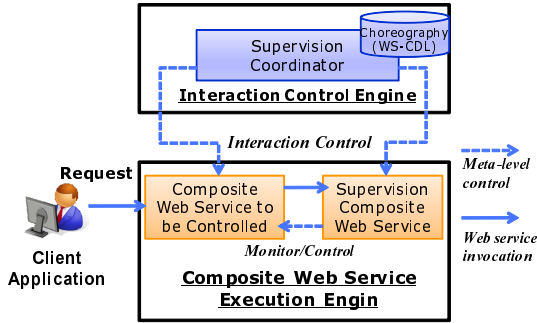 Choreography
(WS-CDL)
Supervision
Coordinator
Interaction Control Engine
Interaction Control
Meta-level
control
Request
Composite
Web Service to
be Controlled
Supervision
Composite
Web Service
Monitor/Control
Web service
invocation
Client
Application
Composite Web Service
Execution Engin